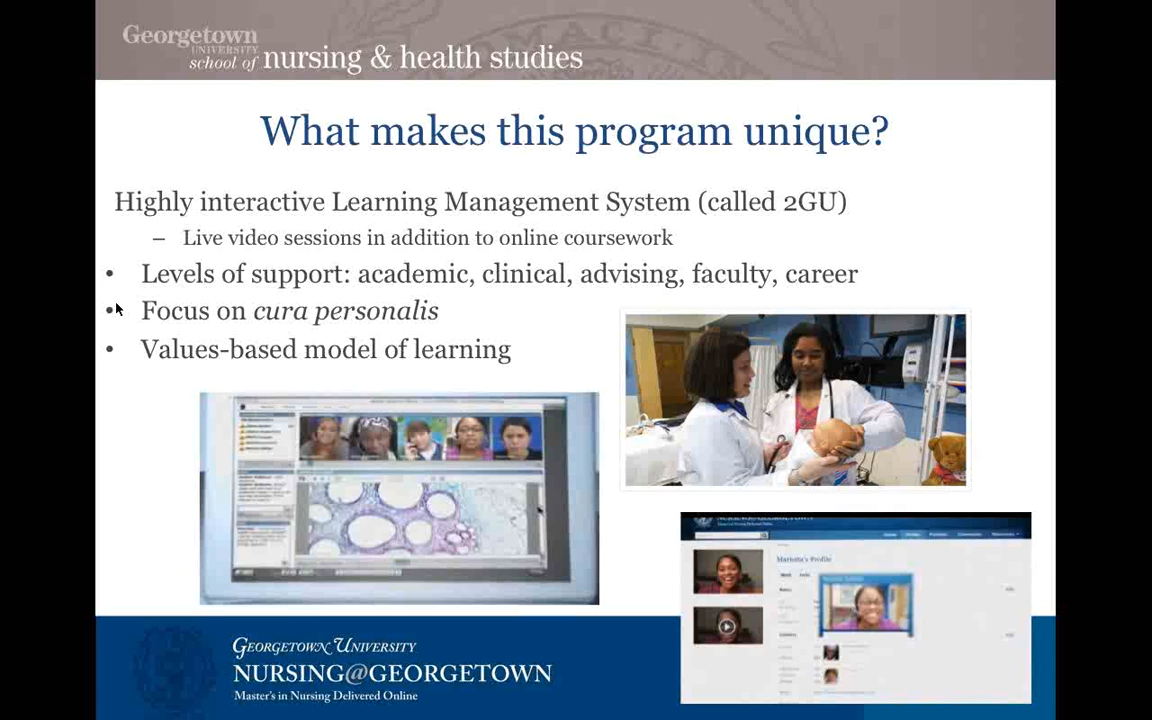 Georgetown
UNIVERSITY
school of nursing & health studies
What makes this program unique?
Highly interactive Learning Management System (called 2GU)
– Live video sessions in addition to online coursework
• Levels of support: academic, clinical, advising, faculty, career
• Focus on cura personalis
• Values-based model of learning
Marietta's Profile
GEORGETOWN UNIVERSITY
NURSING@GEORGETOWN
Master's in Nursing Delivered Online